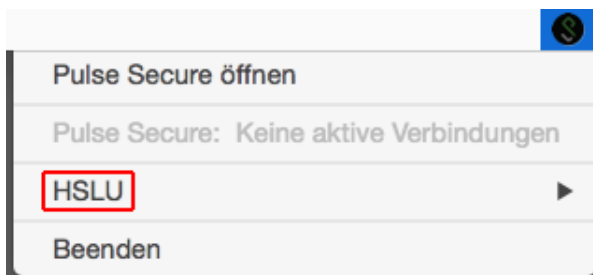 Pulse Secure öffnen
Pulse Secure: Keine aktive Verbindungen
HSLU
Beenden